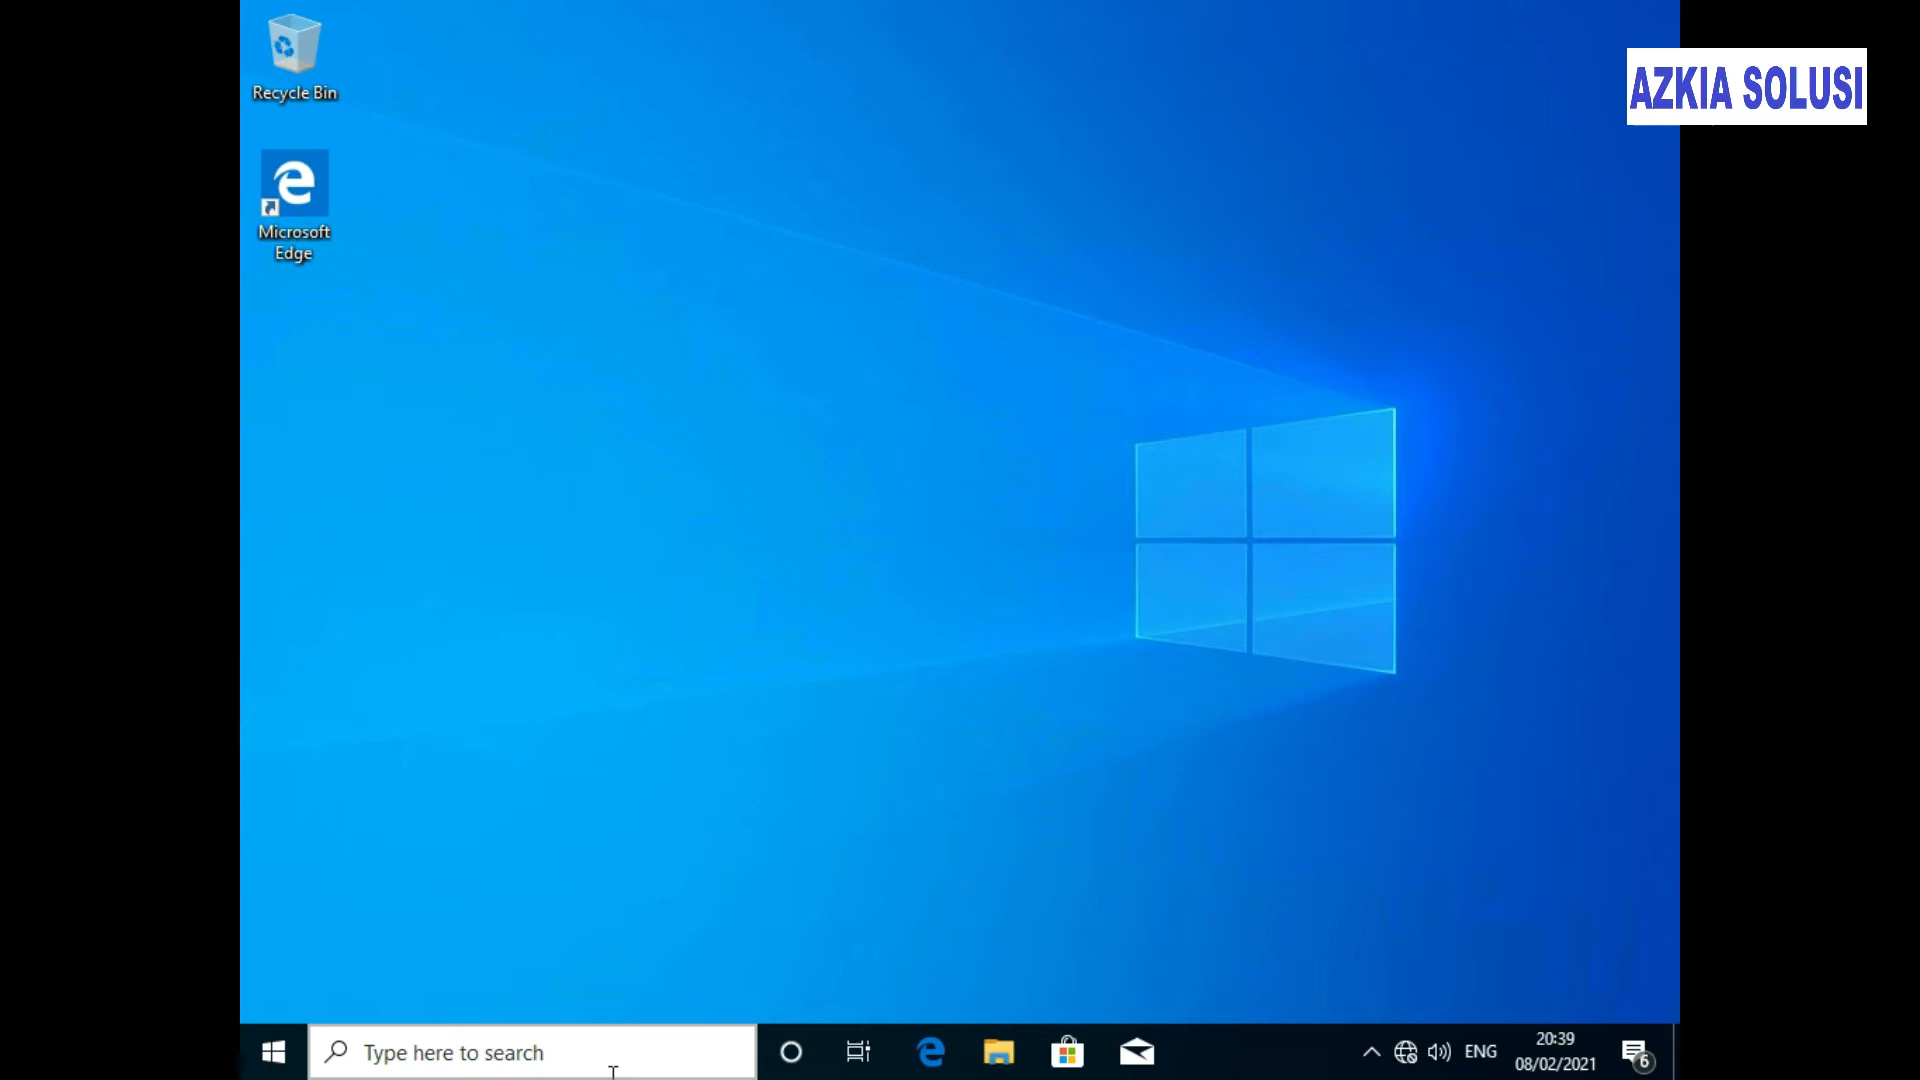 Recycle Bin
AZKIA SOLUSI
Microsoft
Edge
Type here to search
ENG
20:39
08/02/2021
6